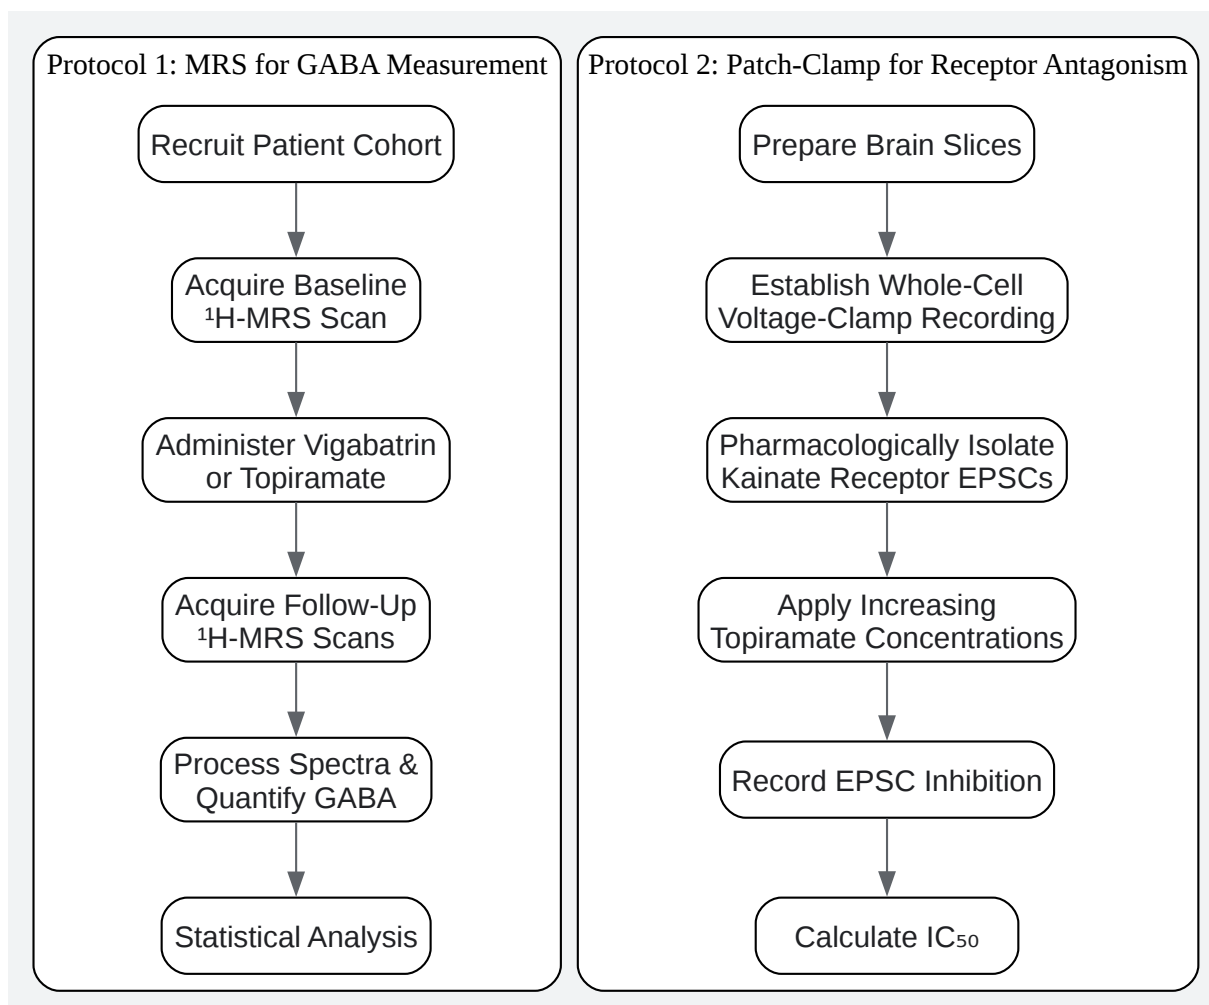 Protocol 1: MRS for GABA Measurement
Recruit Patient Cohort
Acquire Baseline
¹H-MRS Scan
Administer Vigabatrin
or Topiramate
Acquire Follow-Up
¹H-MRS Scans
Process Spectra &
Quantify GABA
Statistical Analysis
Protocol 2: Patch-Clamp for Receptor Antagonism
Prepare Brain Slices
Establish Whole-Cell
Voltage-Clamp Recording
Pharmacologically Isolate
Kainate Receptor EPSCs
Apply Increasing
Topiramate Concentrations
Record EPSC Inhibition
Calculate IC₅₀